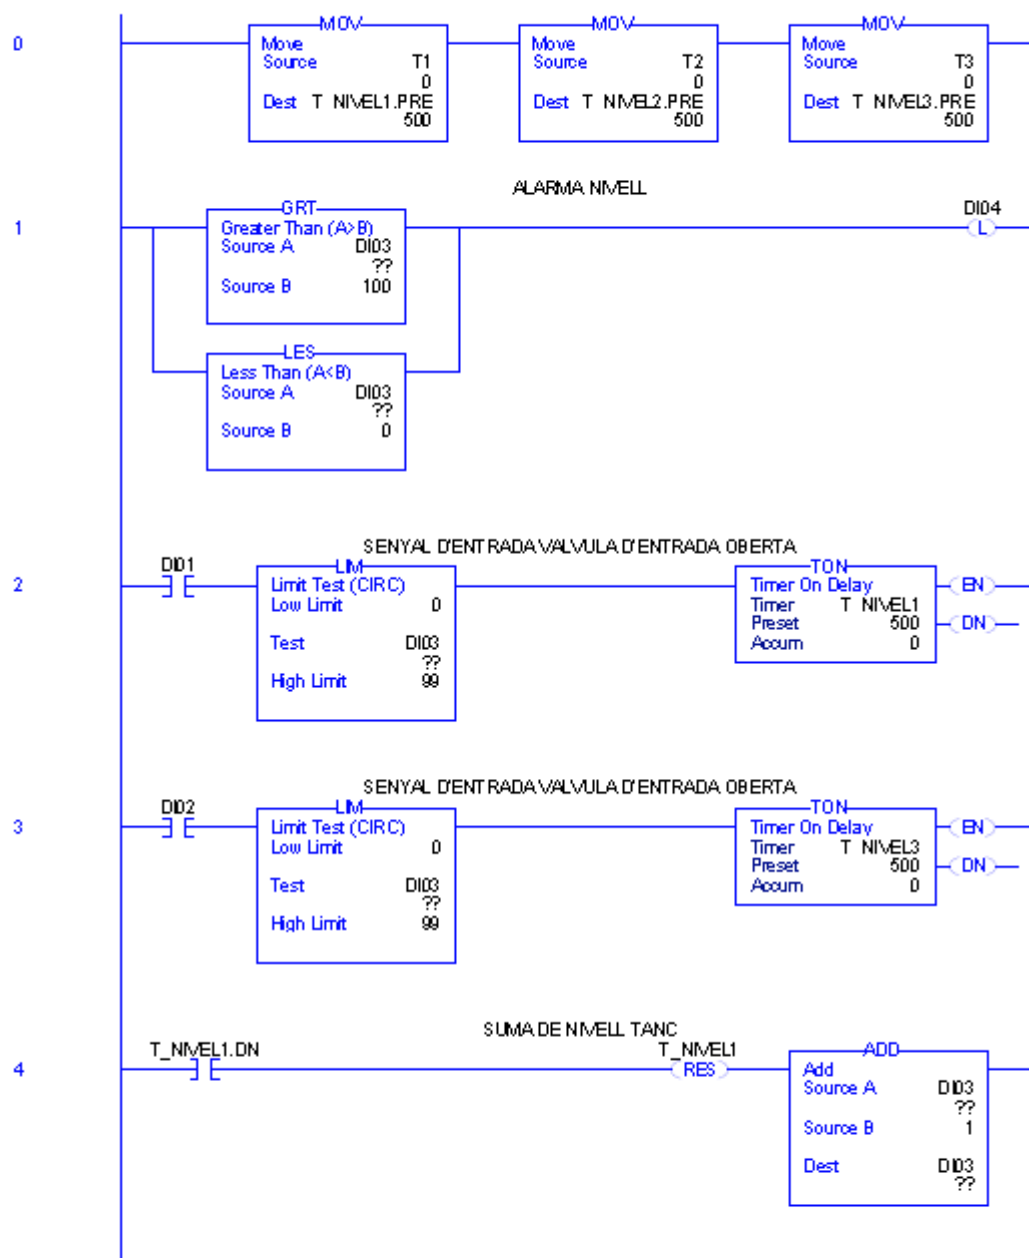 0
MOV MOV MOV
Move Move Move
Source T1 Source T2 Source T3
0 0 0
Dest T_NIVEL1.PRE Dest T_NIVEL2.PRE Dest T_NIVEL3.PRE
500 500 500
ALARMA NIVELL
1
GRT
Greater Than (A>B)
Source A DI03
??
Source B 100
DI04
L
LES
Less Than (A<B)
Source A DI03
??
Source B 0
SENYAL D'ENTRADA VALVULA D'ENTRADA OBERTA
2
DI01
LIM
Limit Test (CIRC)
Low Limit 0
Test DI03
??
High Limit 99
TON
Timer On Delay
Timer T_NIVEL1
Preset 500
Accum 0
EN
DN
SENYAL D'ENTRADA VALVULA D'ENTRADA OBERTA
3
DI02
LIM
Limit Test (CIRC)
Low Limit 0
Test DI03
??
High Limit 99
TON
Timer On Delay
Timer T_NIVEL3
Preset 500
Accum 0
EN
DN
SUMA DE NIVELL TANC
4
T_NIVEL1.DN
T_NIVEL1
RES
ADD
Add
Source A DI03
??
Source B 1
Dest DI03
??